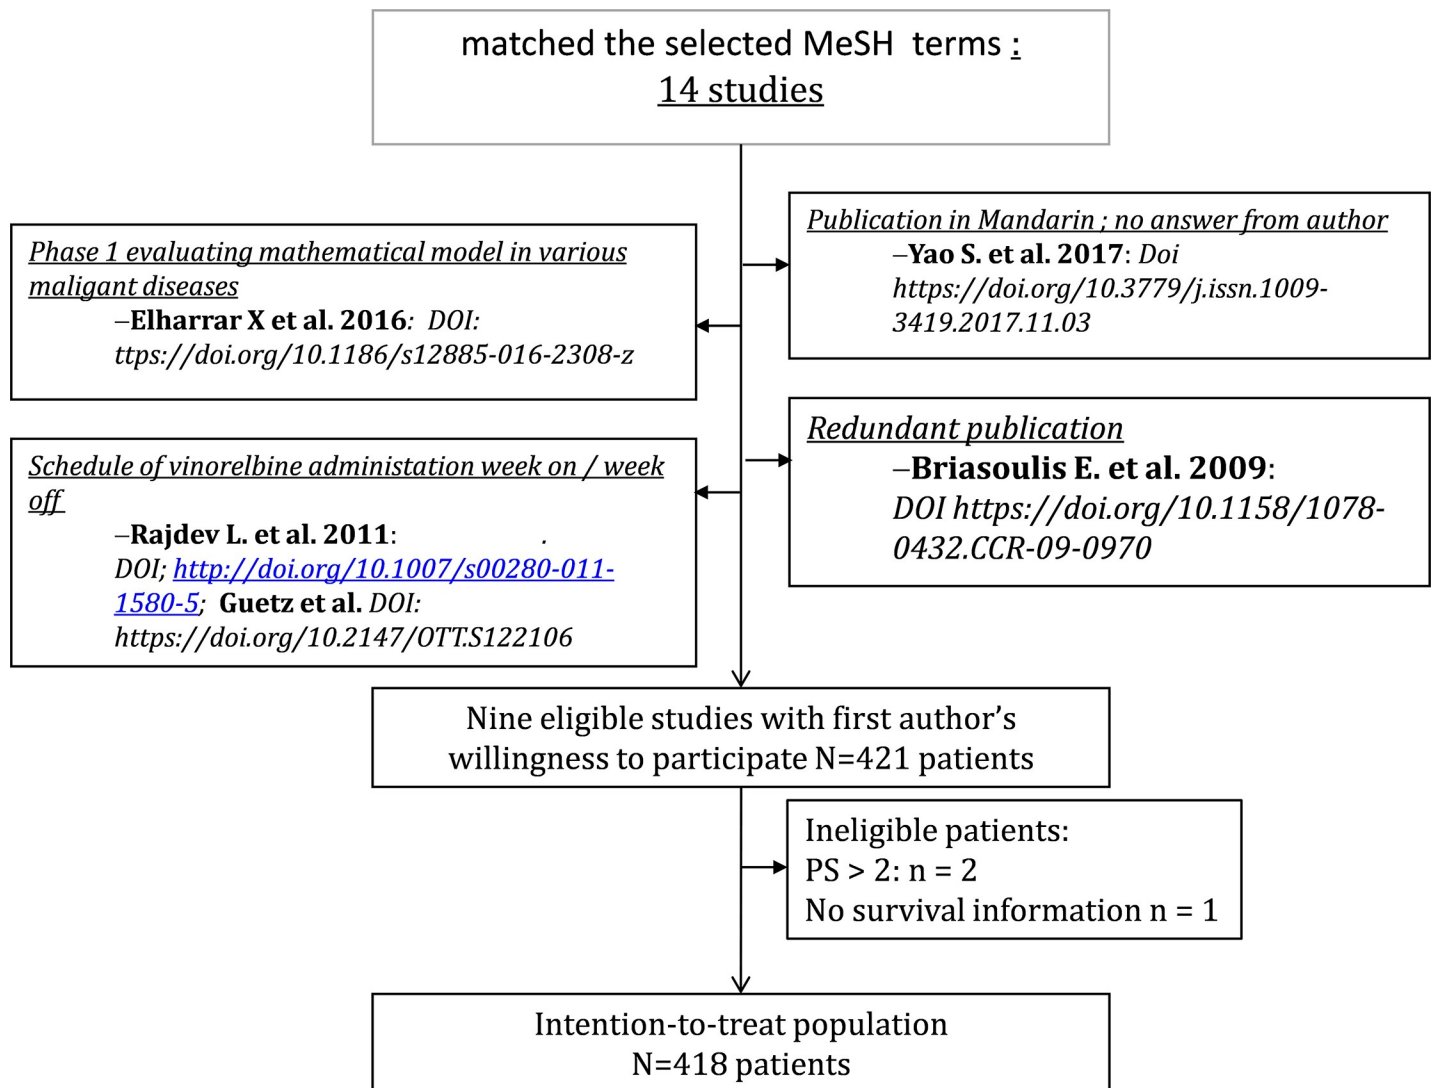 matched the selected MeSH terms :
14 studies
Publication in Mandarin ; no answer from author
–Yao S. et al. 2017: Doi
https://doi.org/10.3779/j.issn.1009-
3419.2017.11.03
Phase 1 evaluating mathematical model in various
maligant diseases
–Elharrar X et al. 2016: DOI:
ttps://doi.org/10.1186/s12885-016-2308-z
Redundant publication
–Briasoulis E. et al. 2009:
DOI https://doi.org/10.1158/1078-
0432.CCR-09-0970
Schedule of vinorelbine administation week on / week
off
–Rajdev L. et al. 2011: .
DOI; http://doi.org/10.1007/s00280-011-
1580-5; Guetz et al. DOI:
https://doi.org/10.2147/OTT.S122106
Nine eligible studies with first author’s
willingness to participate N=421 patients
Ineligible patients:
PS > 2: n = 2
No survival information n = 1
Intention-to-treat population
N=418 patients